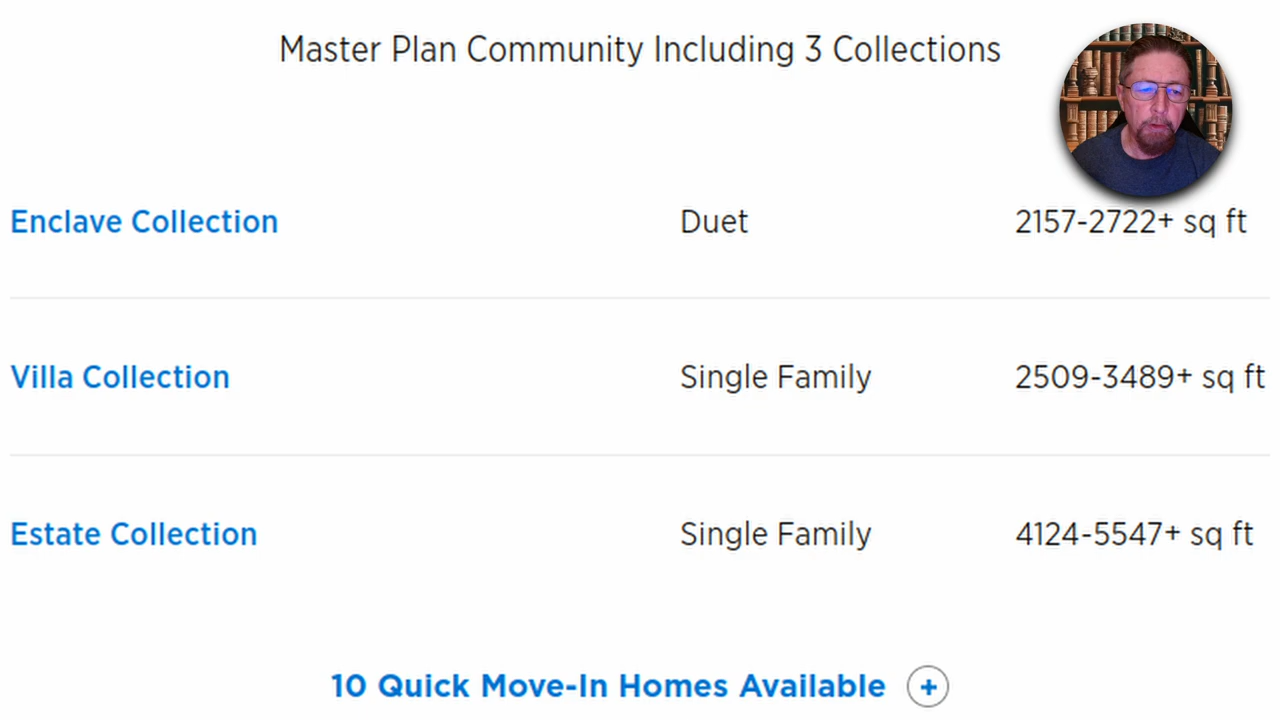 Master Plan Community Including 3 Collections
Enclave Collection Duet 2157-2722+ sq ft
Villa Collection Single Family 2509-3489+ sq ft
Estate Collection Single Family 4124-5547+ sq ft
10 Quick Move-In Homes Available +